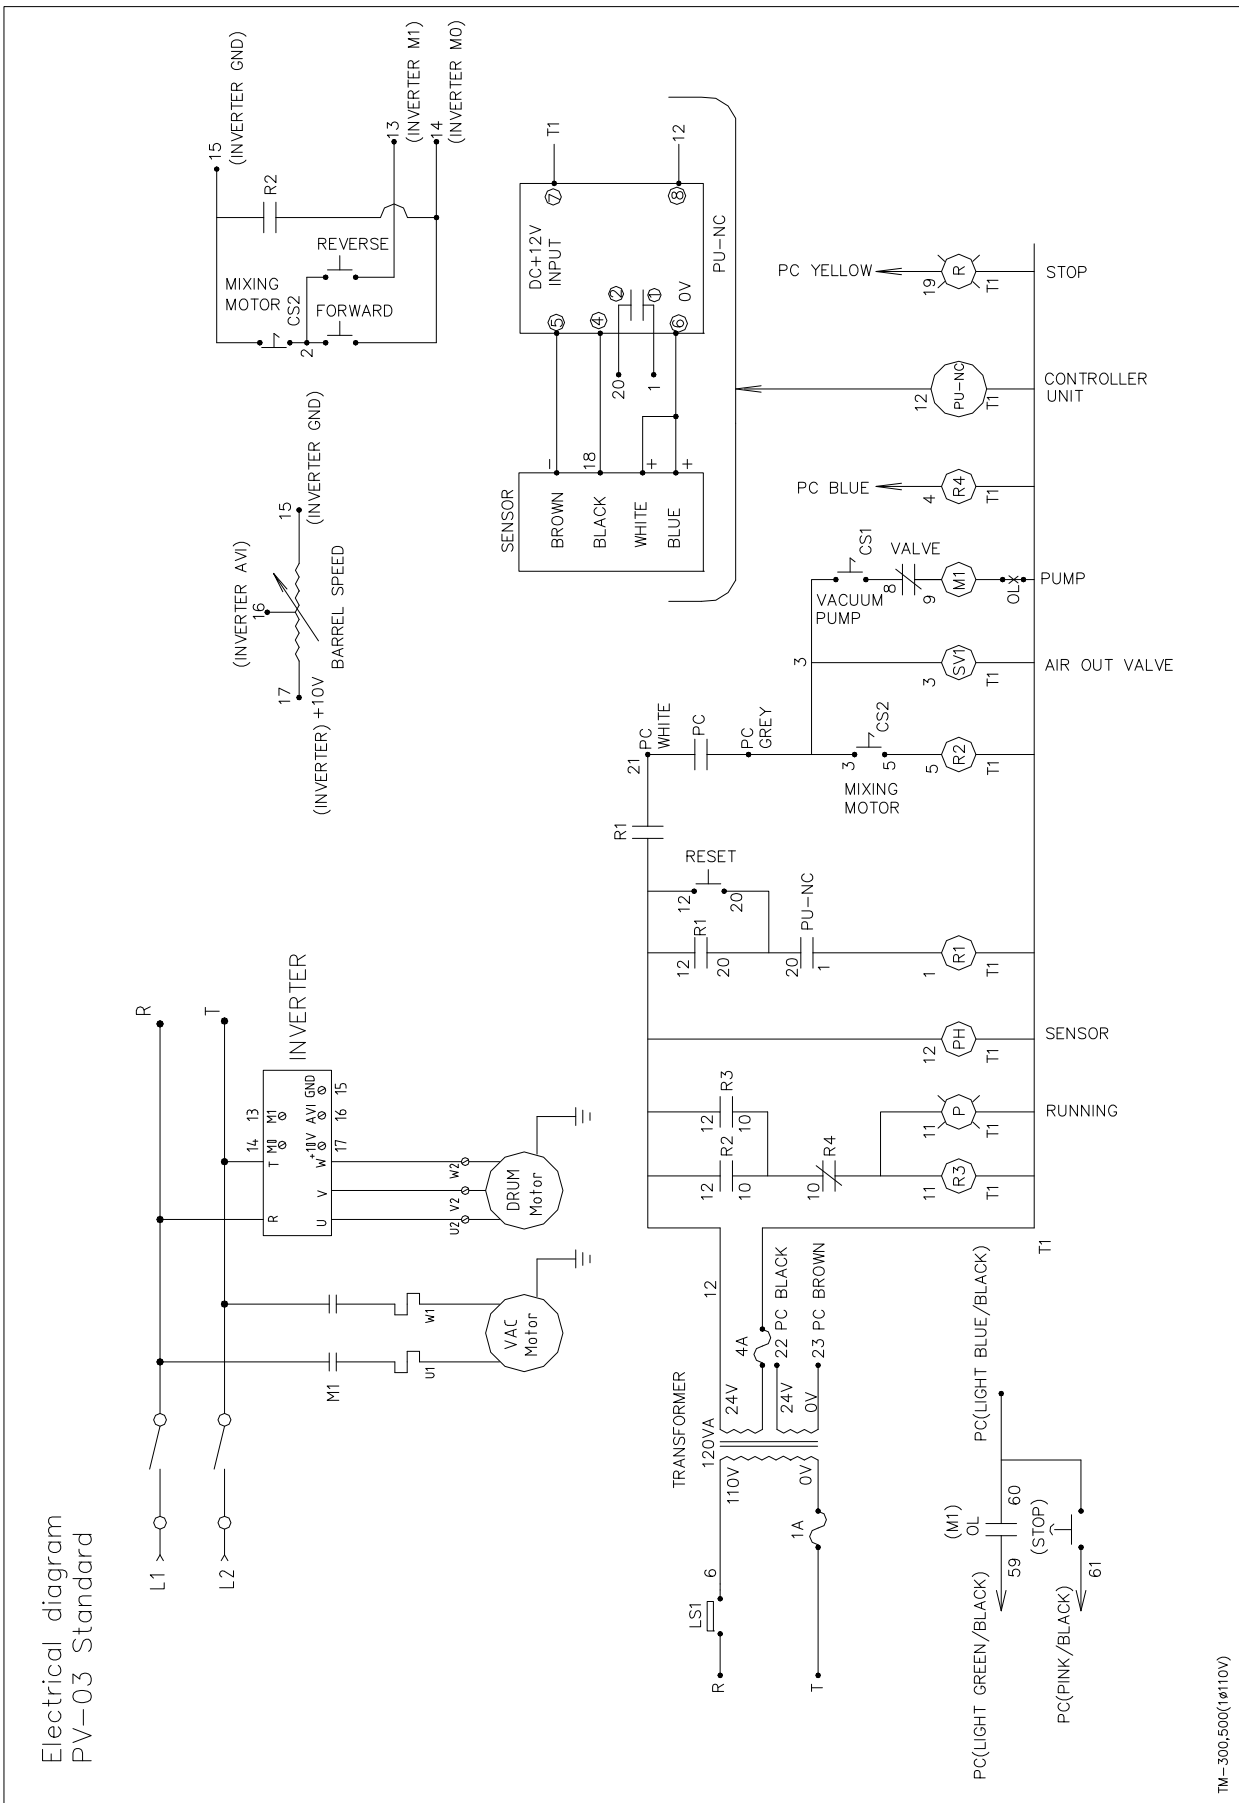 Electrical diagram
PV-03 Standard
L1
L2
R
T
M1
U1
W1
VAC
Motor
INVERTER
R
T
M0
M1
14
13
+10V
AVI
GND
17
16
15
U
V
W
U2
V2
W2
DRUM
Motor
(INVERTER AVI)
16
17
(INVERTER) +10V
15
(INVERTER GND)
BARREL SPEED
15
(INVERTER GND)
R2
REVERSE
MIXING
MOTOR
CS2
2
FORWARD
13
(INVERTER M1)
14
(INVERTER M0)
SENSOR
BROWN
BLACK
WHITE
BLUE
-
18
+
+
20
1
5
4
2
1
6
DC+12V
INPUT
0V
7
8
T1
12
PU-NC
TRANSFORMER
120VA
R
LS1
6
110V
0V
1A
T
24V
4A
24V
0V
22 PC BLACK
23 PC BROWN
12
T1
12
R2
10
12
R3
10
10
R4
11
R3
T1
11
P
T1
RUNNING
12
PH
T1
SENSOR
12
R1
20
RESET
12
20
20
PU-NC
1
1
R1
T1
R1
21
PC
WHITE
PC
PC
GREY
3
5
CS2
MIXING
MOTOR
5
R2
T1
3
3
SV1
T1
AIR OUT VALVE
VACUUM
PUMP
CS1
8
VALVE
9
M1
OL
PUMP
PC BLUE
4
R4
T1
12
PU-NC
T1
CONTROLLER
UNIT
PC YELLOW
19
R
T1
STOP
PC(LIGHT GREEN/BLACK)
59
(M1)
OL
60
PC(LIGHT BLUE/BLACK)
(STOP)
61
PC(PINK/BLACK)
TM-300,500(1ø110V)